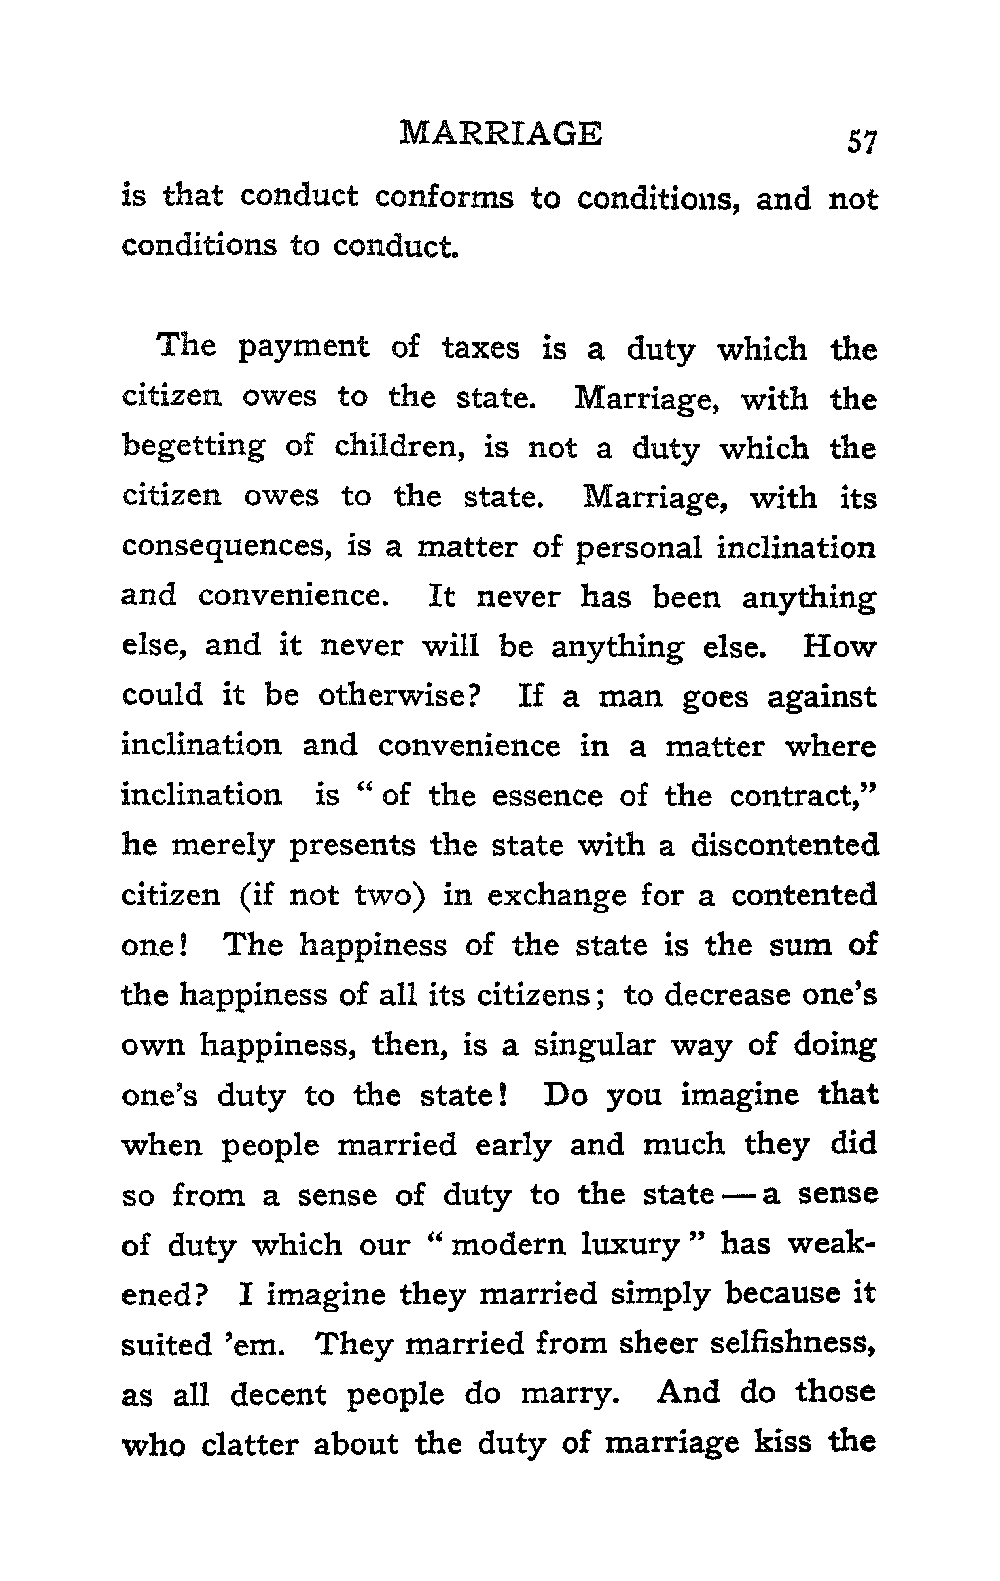 MARRIAGE 57
is that conduct conforms to conditions, and not
conditions to conduct.
The payment of taxes is a duty which the
citizen owes to the state. Marriage, with the
begetting of children, is not a duty which the
citizen owes to the state. Marriage, with its
consequences, is a matter of personal inclination
and convenience. It never has been anything
else, and it never will be anything else. How
could it be otherwise? If a man goes against
inclination and convenience in a matter where
inclination is “ of the essence of the contract,”
he merely presents the state with a discontented
citizen (if not two) in exchange for a contented
one! The happiness of the state is the sum of
the happiness of all its citizens; to decrease one’s
own happiness, then, is a singular way of doing
one’s duty to the state! Do you imagine that
when people married early and much they did
so from a sense of duty to the state — a sense
of duty which our “ modern luxury ” has weak-
ened? I imagine they married simply because it
suited ’em. They married from sheer selfishness,
as all decent people do marry. And do those
who clatter about the duty of marriage kiss the